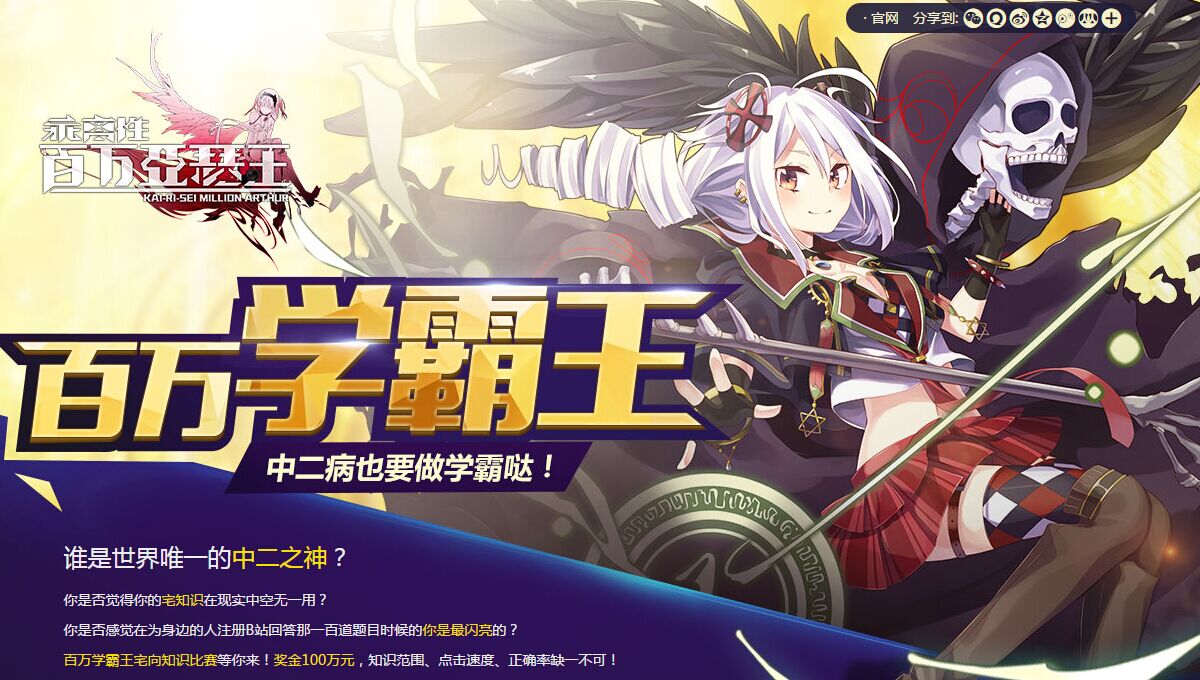 · 官网 分享到:
乖离性
百万亚瑟王
KAI-RI-SEI MILLION ARTHUR
百万学霸王
中二病也要做学霸哒！
谁是世界唯一的中二之神？
你是否觉得你的宅知识在现实中空无一用？
你是否感觉在为身边的人注册B站回答那一百道题目时候的你是最闪亮的？
百万学霸王宅向知识比赛等你来！奖金100万元，知识范围、点击速度、正确率缺一不可！